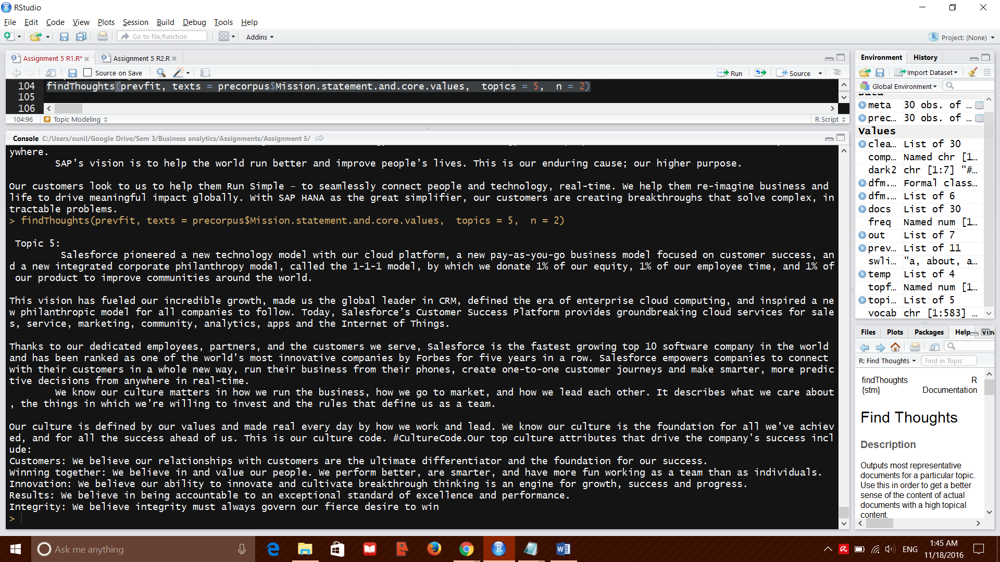 RStudio
File Edit Code View Plots Session Build Debug Tools Help
Go to file/function Addins Project: (None)
Assignment 5 R1.R* Assignment 5 R2.R
Source on Save Run Source
104 findThoughts(prevfit, texts = precorpus$Mission.statement.and.core.values,  topics = 5,  n = 2)
105
106
104:96 Topic Modeling R Script
Console C:/Users/sunil/Google Drive/Sem 3/Business analytics/Assignments/Assignment 5/
ywhere.
SAP’s vision is to help the world run better and improve people’s lives. This is our enduring cause; our higher purpose.
Our customers look to us to help them Run Simple – to seamlessly connect people and technology, real-time. We help them re-imagine business and
life to drive meaningful impact globally. With SAP HANA as the great simplifier, our customers are creating breakthroughs that solve complex, in
tractable problems.
> findThoughts(prevfit, texts = precorpus$Mission.statement.and.core.values,  topics = 5,  n = 2)
Topic 5:
Salesforce pioneered a new technology model with our cloud platform, a new pay-as-you-go business model focused on customer success, an
d a new integrated corporate philanthropy model, called the 1-1-1 model, by which we donate 1% of our equity, 1% of our employee time, and 1% of
our product to improve communities around the world.
This vision has fueled our incredible growth, made us the global leader in CRM, defined the era of enterprise cloud computing, and inspired a ne
w philanthropic model for all companies to follow. Today, Salesforce’s Customer Success Platform provides groundbreaking cloud services for sale
s, service, marketing, community, analytics, apps and the Internet of Things.
Thanks to our dedicated employees, partners, and the customers we serve, Salesforce is the fastest growing top 10 software company in the world
and has been ranked as one of the world’s most innovative companies by Forbes for five years in a row. Salesforce empowers companies to connect
with their customers in a whole new way, run their business from their phones, create one-to-one customer journeys and make smarter, more predic
tive decisions from anywhere in real-time.
We know our culture matters in how we run the business, how we go to market, and how we lead each other. It describes what we care about
, the things in which we’re willing to invest and the rules that define us as a team.
Our culture is defined by our values and made real every day by how we work and lead. We know our culture is the foundation for all we’ve achiev
ed, and for all the success ahead of us. This is our culture code. #CultureCode.Our top culture attributes that drive the company's success incl
ude:
Customers: We believe our relationships with customers are the ultimate differentiator and the foundation for our success.
Winning together: We believe in and value our people. We perform better, are smarter, and have more fun working as a team than as individuals.
Innovation: We believe our ability to innovate and cultivate breakthrough thinking is an engine for growth, success and progress.
Results: We believe in being accountable to an exceptional standard of excellence and performance.
Integrity: We believe integrity must always govern our fierce desire to win
>
Environment History
Import Dataset
Global Environment
meta 30 obs. of …
prec… 30 obs. of …
Values
clea… List of 30
comp… Named chr [1…
dark2 chr [1:7] "#…
dfm.… Formal class…
dfm.… List of 6
docs List of 30
freq Named num [1…
out List of 7
prev… List of 11
swli… "a, about, a…
temp List of 4
topf… Named num [1…
topi… List of 5
vocab chr [1:583] …
Files Plots Packages Help
R: Find Thoughts Find in Topic
findThoughts R
{stm} Documentation
Find Thoughts
Description
Outputs most representative
documents for a particular topic.
Use this in order to get a better
sense of the content of actual
documents with a high topical
content.
Ask me anything
ENG 1:45 AM
11/18/2016